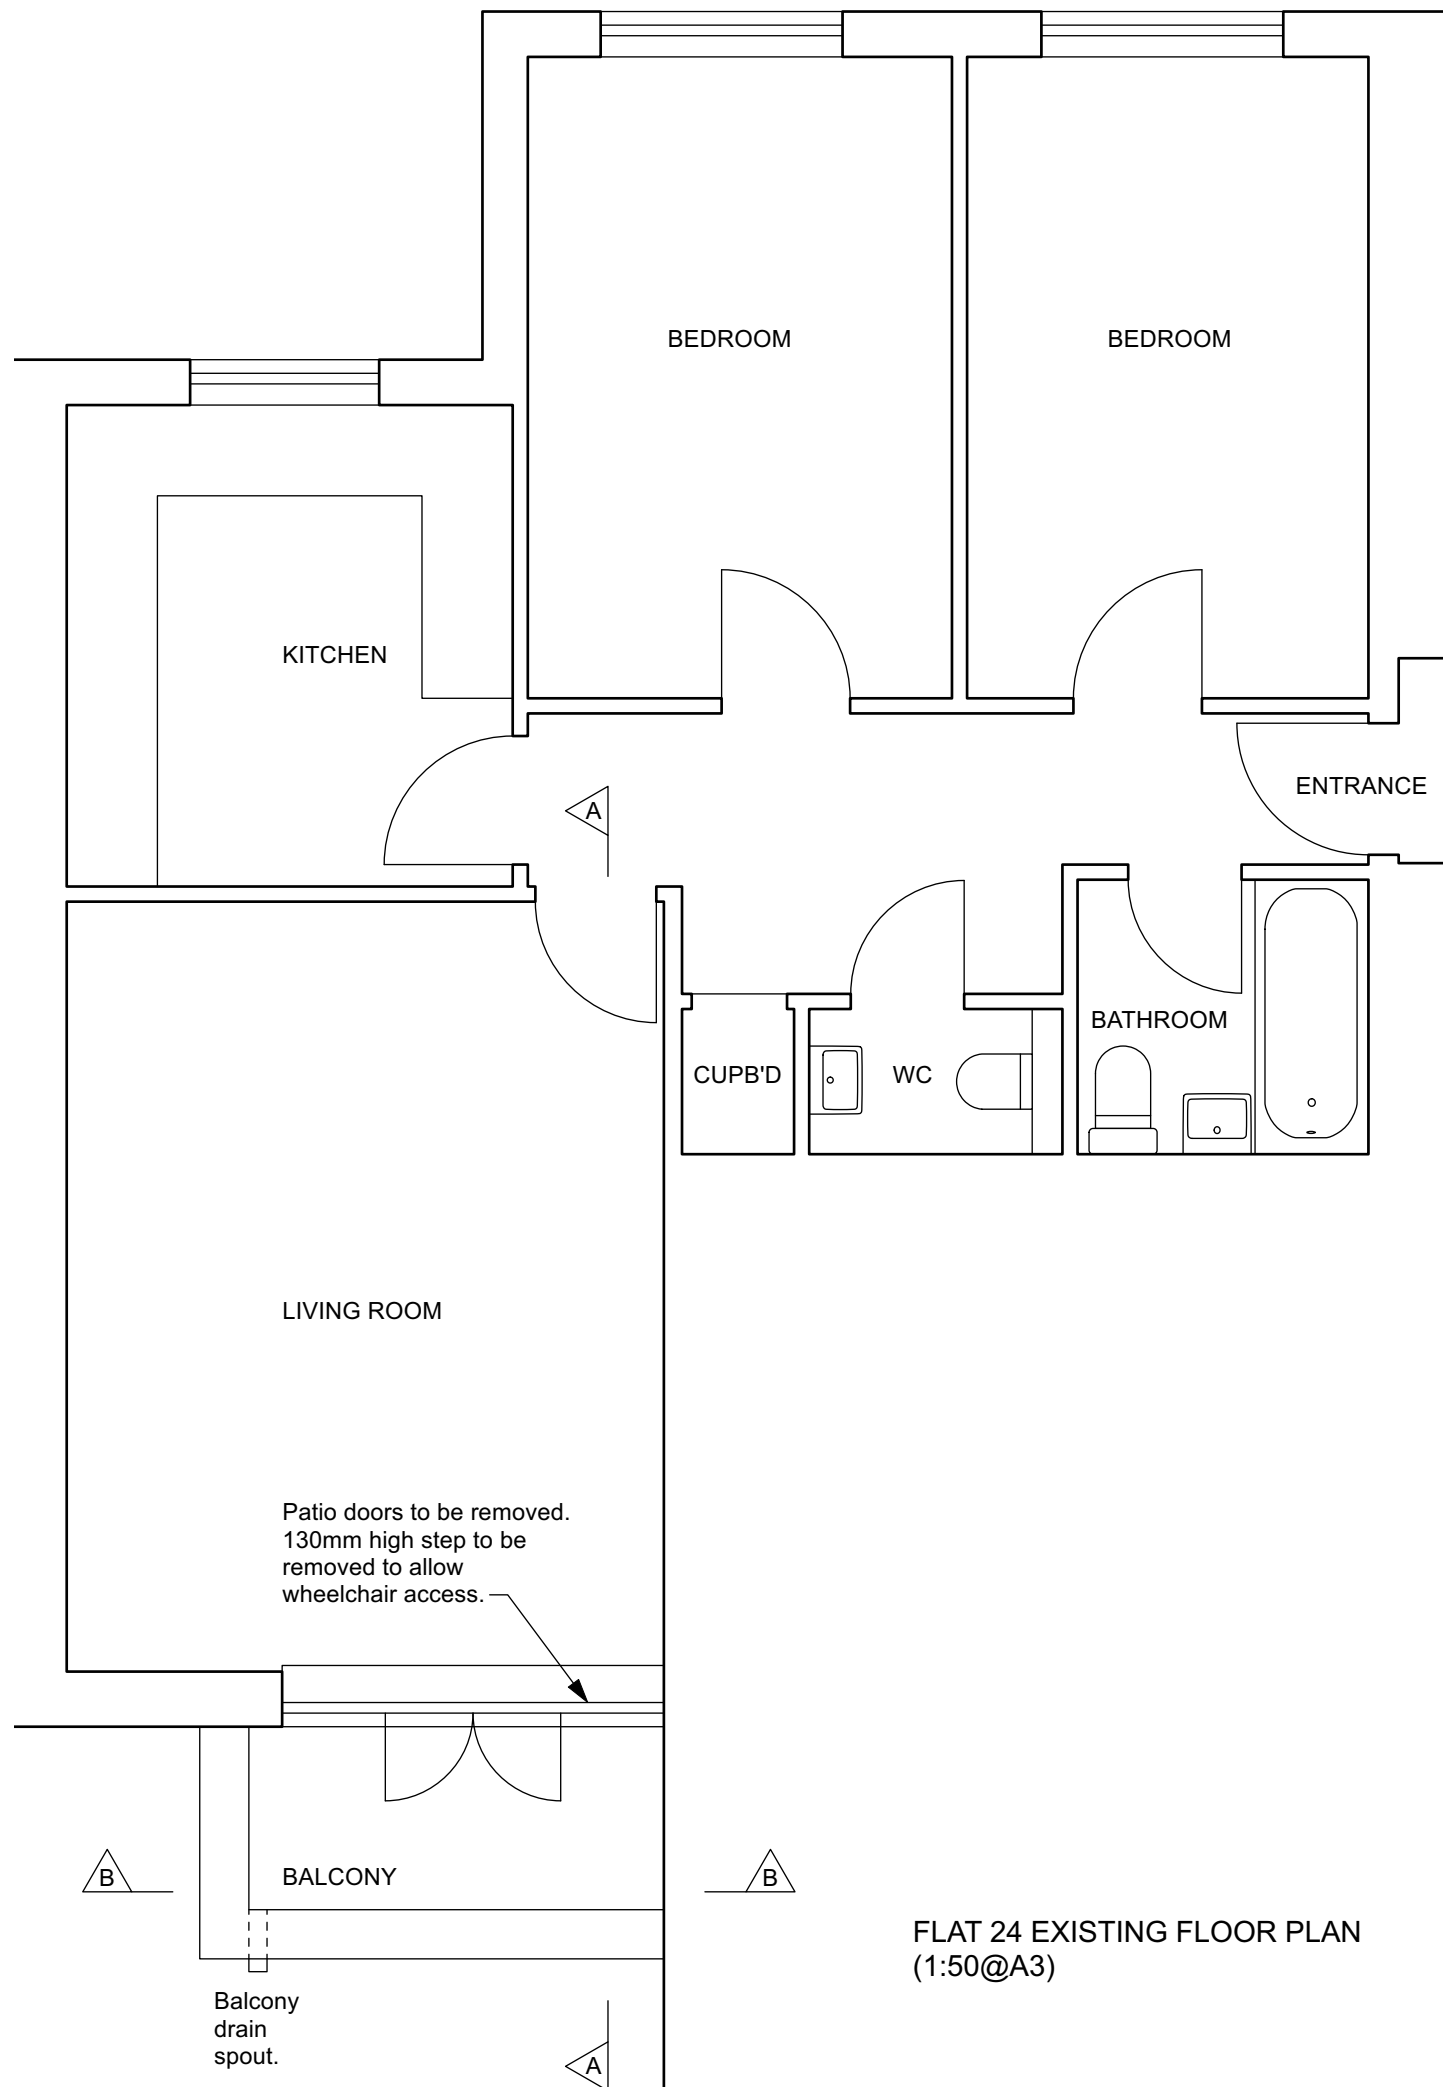 BEDROOM
BEDROOM
KITCHEN
A
ENTRANCE
BATHROOM
CUPB'D
WC
LIVING ROOM
Patio doors to be removed.
130mm high step to be
removed to allow
wheelchair access.
B
BALCONY
B
FLAT 24 EXISTING FLOOR PLAN
(1:50@A3)
Balcony
drain
spout.
A